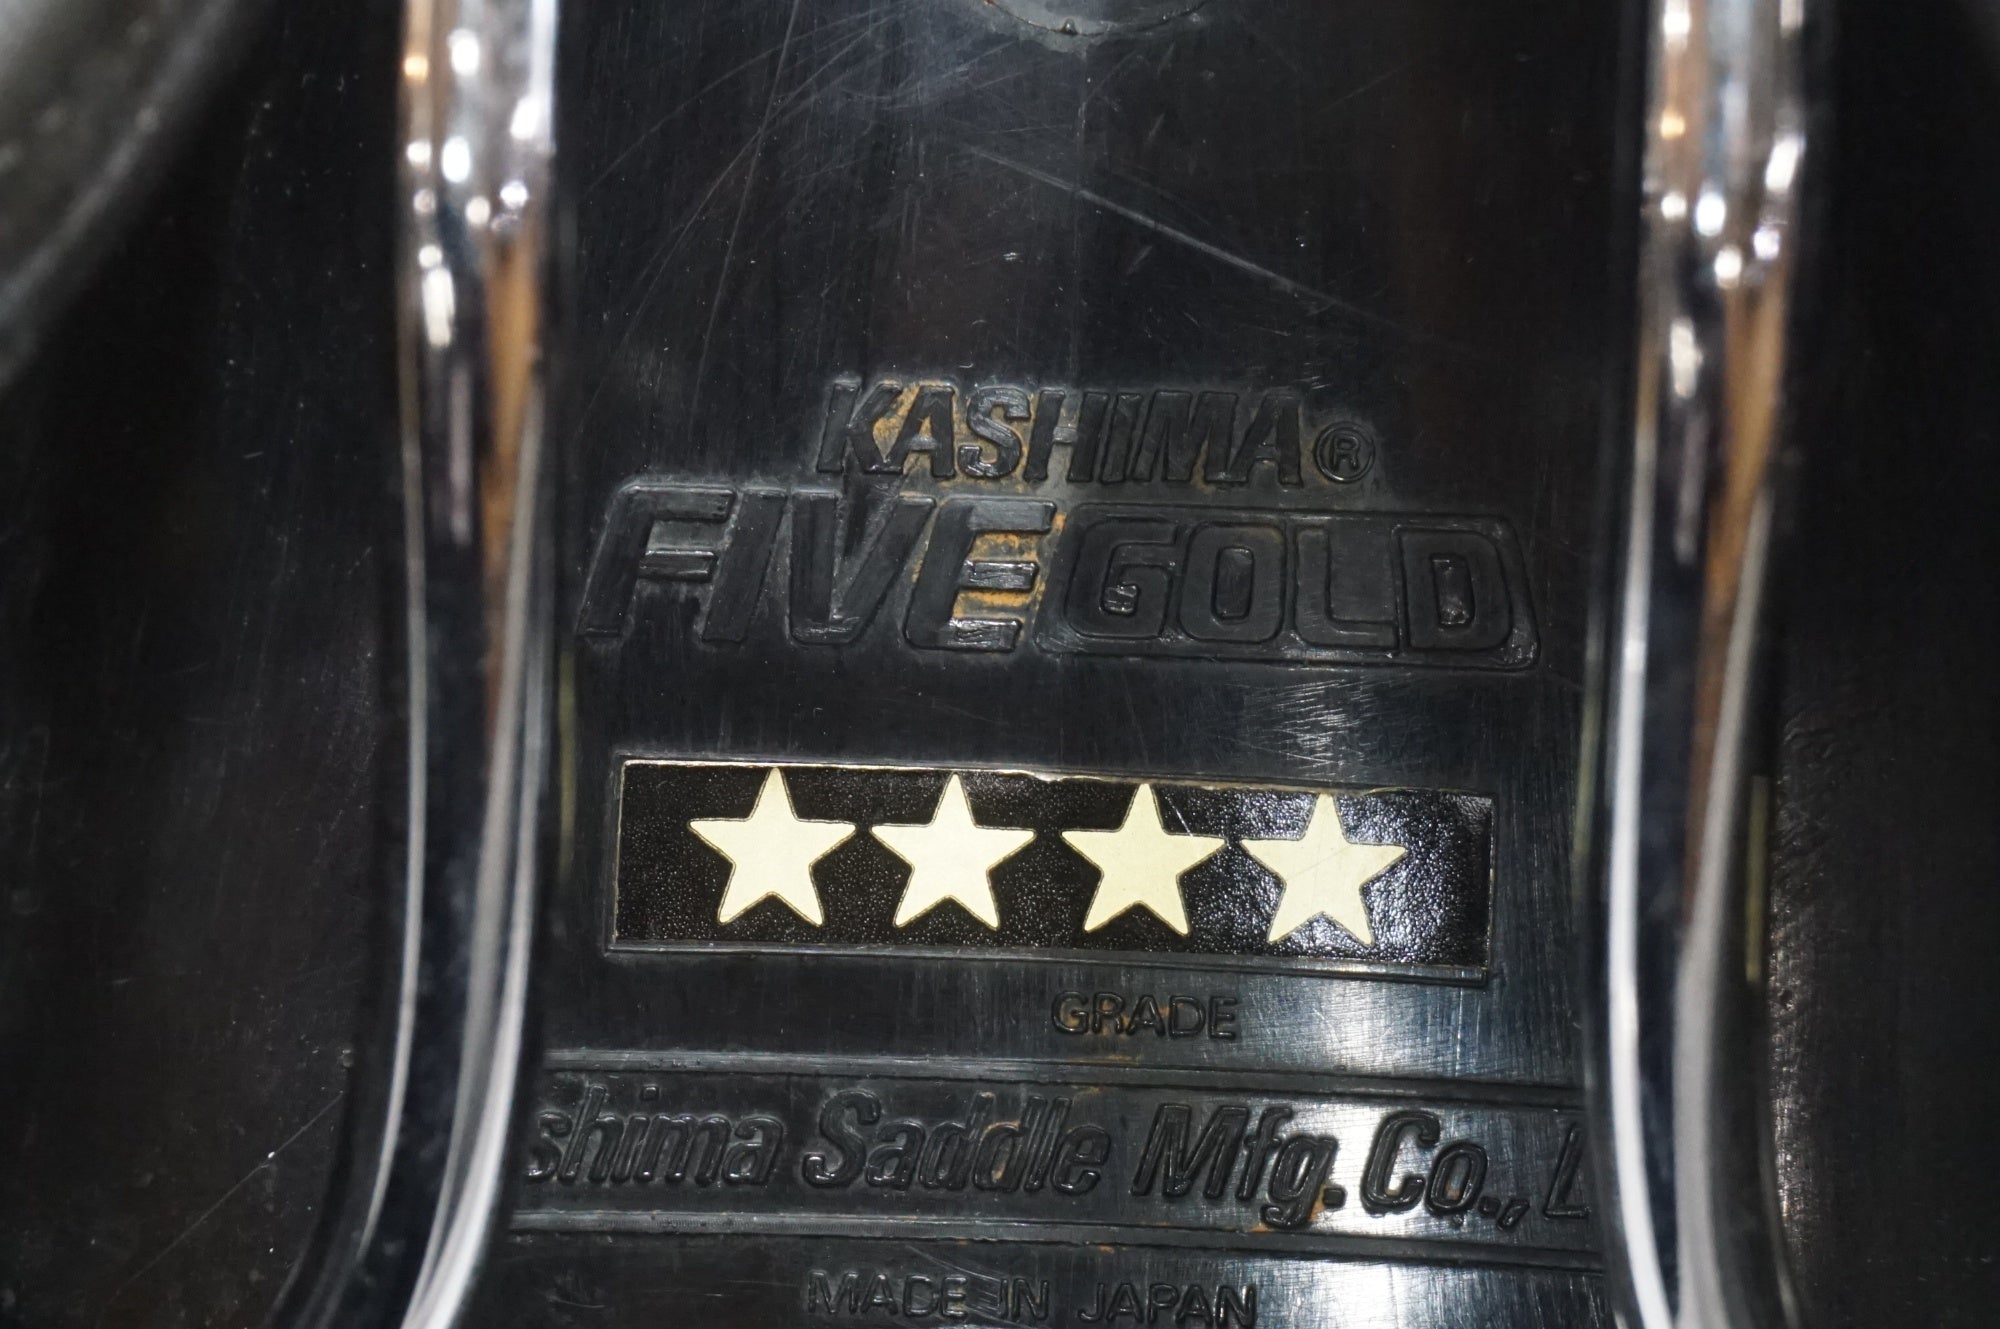 KASHIMA®
FIVE GOLD
GRADE
shima Saddle Mfg. Co., L
MADE IN JAPAN